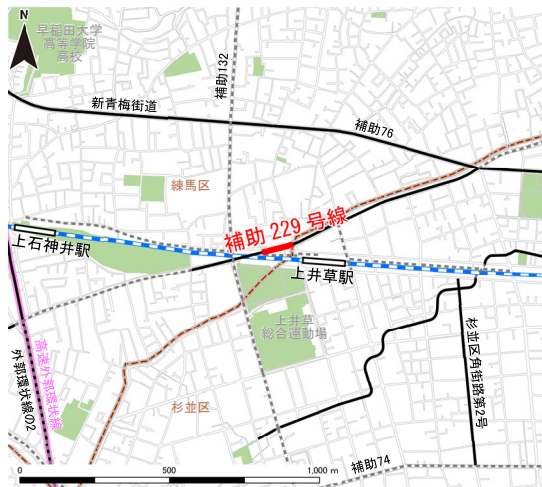 N
早稲田大学
高等学院
高校
補助132
新青梅街道
補助76
練馬区
補助229号線
上石神井駅
上井草駅
上井草
総合運動場
高速外郭環状線
外郭環状線の2
杉並区角街路第2号
杉並区
補助74
0 500 1,000 m